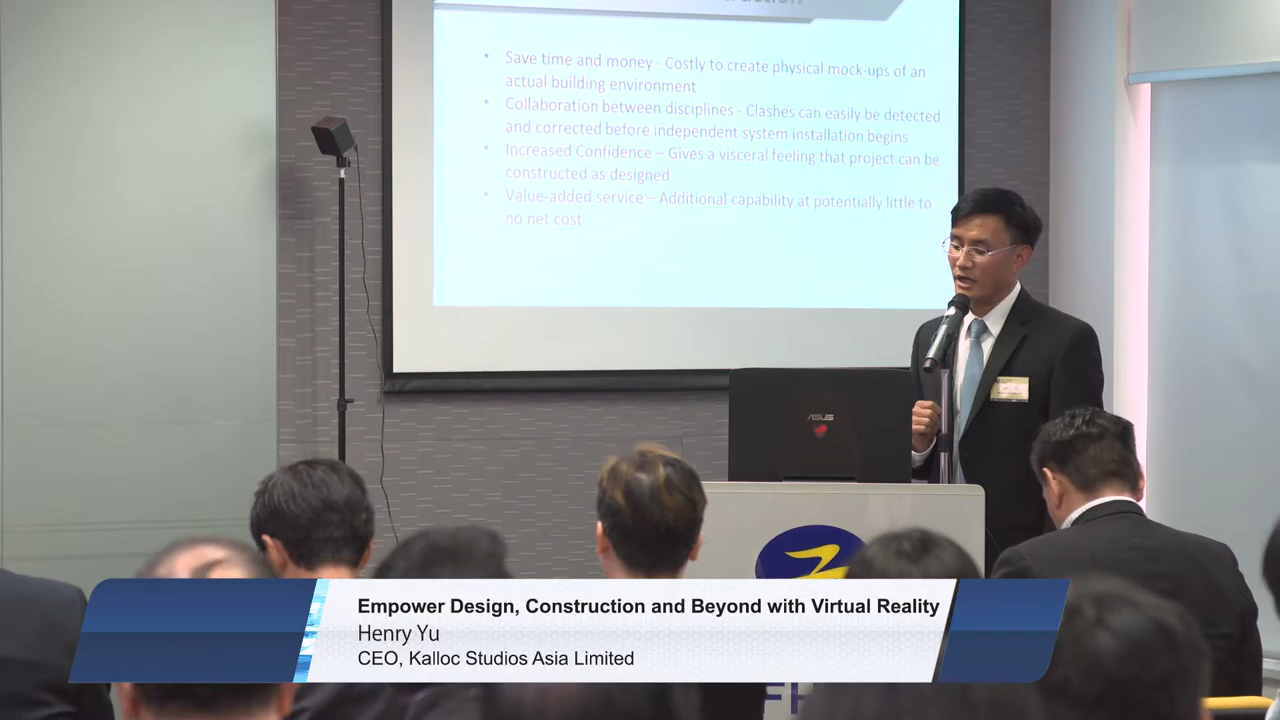 • Save time and money - Costly to create physical mock-ups of an
actual building environment
• Collaboration between disciplines - Clashes can easily be detected
and corrected before independent system installation begins
• Increased Confidence – Gives a visceral feeling that project can be
constructed as designed
• Value-added service – Additional capability at potentially little to
no net cost
ASUS
Empower Design, Construction and Beyond with Virtual Reality
Henry Yu
CEO, Kalloc Studios Asia Limited